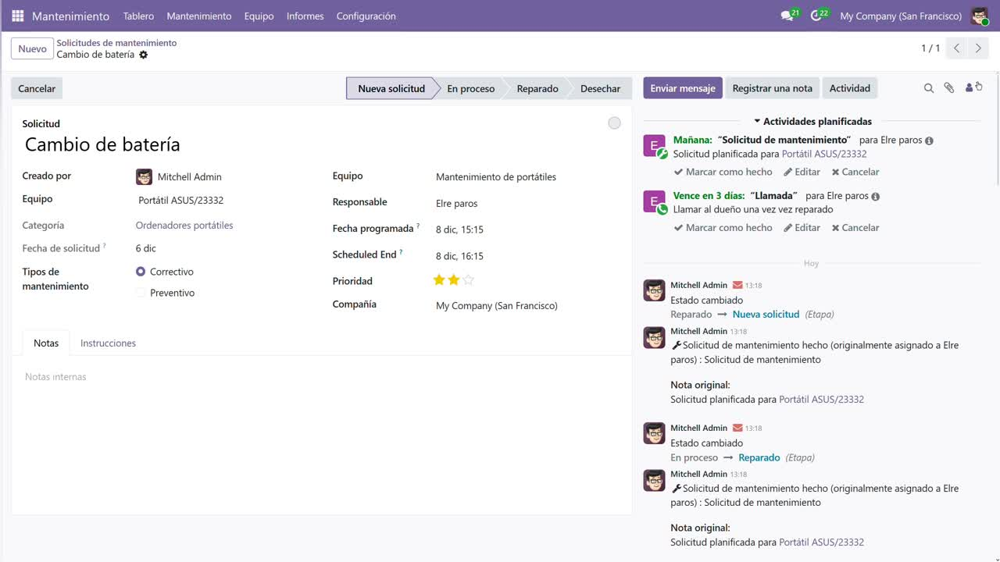 Mantenimiento Tablero Mantenimiento Equipo Informes Configuración 21 22 My Company (San Francisco)
Nuevo
Solicitudes de mantenimiento
Cambio de batería
1 / 1
Cancelar
Nueva solicitud En proceso Reparado Desechar
Enviar mensaje Registrar una nota Actividad
Solicitud
Cambio de batería
Creado por Mitchell Admin
Equipo Portátil ASUS/23332
Categoría Ordenadores portátiles
Fecha de solicitud ? 6 dic
Tipos de mantenimiento
Correctivo
Preventivo
Equipo Mantenimiento de portátiles
Responsable Elre paros
Fecha programada ? 8 dic, 15:15
Scheduled End ? 8 dic, 16:15
Prioridad
Compañía My Company (San Francisco)
Notas Instrucciones
Notas internas
Actividades planificadas
E
Mañana: “Solicitud de mantenimiento” para Elre paros
Solicitud planificada para Portátil ASUS/23332
Marcar como hecho Editar Cancelar
E
Vence en 3 días: “Llamada” para Elre paros
Llamar al dueño una vez vez reparado
Marcar como hecho Editar Cancelar
Hoy
Mitchell Admin 13:18
Estado cambiado
Reparado → Nueva solicitud (Etapa)
Mitchell Admin 13:18
Solicitud de mantenimiento hecho (originalmente asignado a Elre
paros) : Solicitud de mantenimiento
Nota original:
Solicitud planificada para Portátil ASUS/23332
Mitchell Admin 13:18
Estado cambiado
En proceso → Reparado (Etapa)
Mitchell Admin 13:18
Solicitud de mantenimiento hecho (originalmente asignado a Elre
paros) : Solicitud de mantenimiento
Nota original:
Solicitud planificada para Portátil ASUS/23332